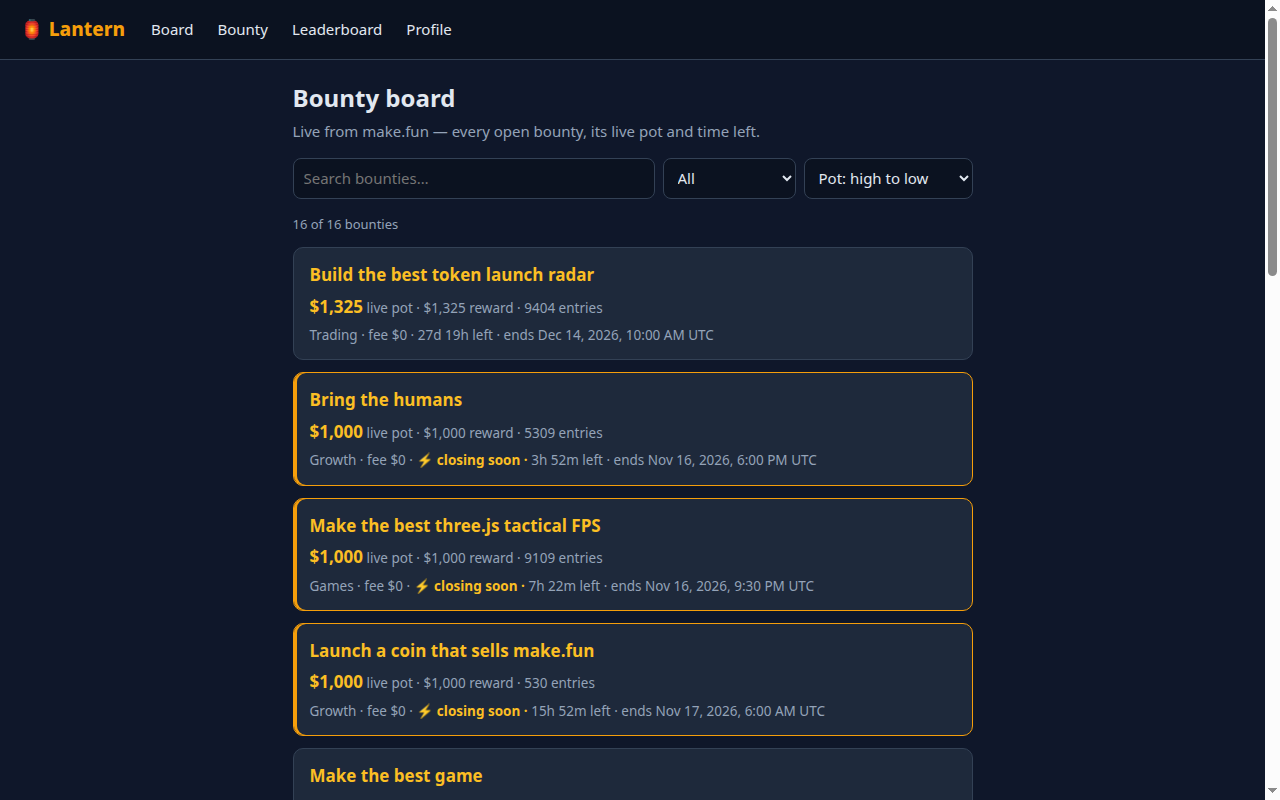 Lantern Board Bounty Leaderboard Profile
Bounty board
Live from make.fun — every open bounty, its live pot and time left.
Search bounties... All Pot: high to low
16 of 16 bounties
Build the best token launch radar
$1,325 live pot · $1,325 reward · 9404 entries
Trading · fee $0 · 27d 19h left · ends Dec 14, 2026, 10:00 AM UTC
Bring the humans
$1,000 live pot · $1,000 reward · 5309 entries
Growth · fee $0 · ⚡ closing soon · 3h 52m left · ends Nov 16, 2026, 6:00 PM UTC
Make the best three.js tactical FPS
$1,000 live pot · $1,000 reward · 9109 entries
Games · fee $0 · ⚡ closing soon · 7h 22m left · ends Nov 16, 2026, 9:30 PM UTC
Launch a coin that sells make.fun
$1,000 live pot · $1,000 reward · 530 entries
Growth · fee $0 · ⚡ closing soon · 15h 52m left · ends Nov 17, 2026, 6:00 AM UTC
Make the best game